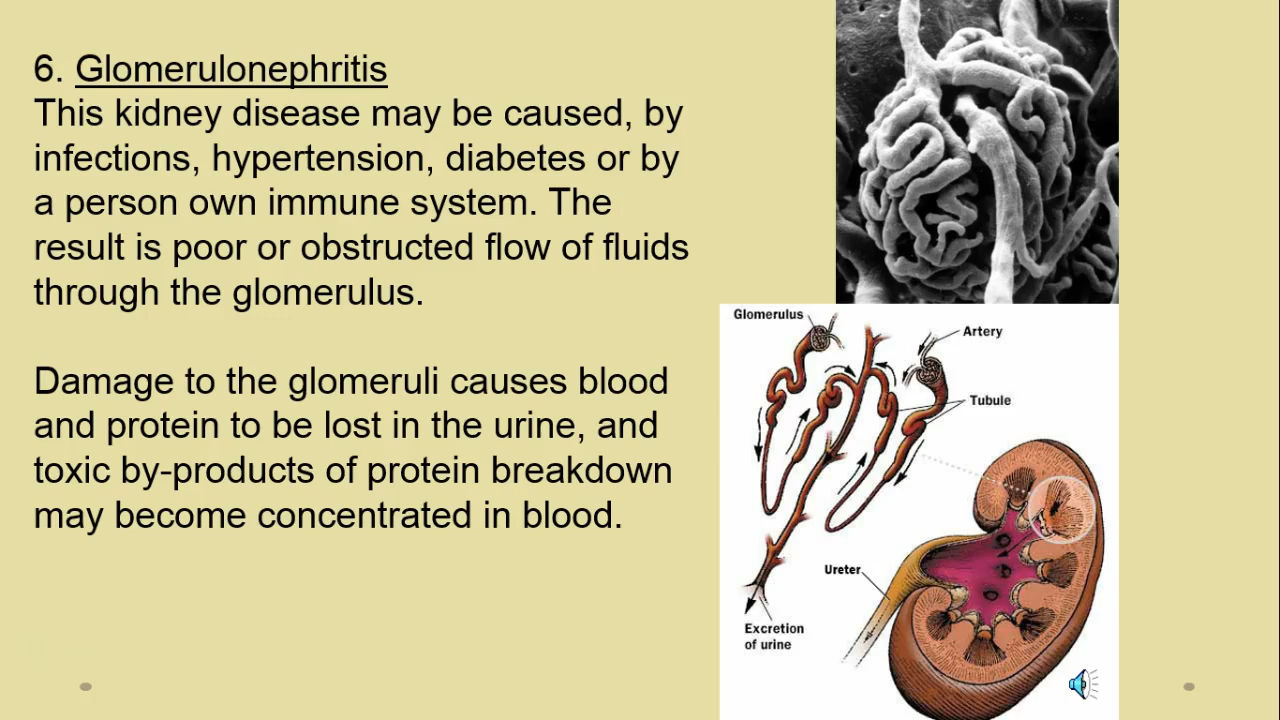 6. Glomerulonephritis
This kidney disease may be caused, by
infections, hypertension, diabetes or by
a person own immune system. The
result is poor or obstructed flow of fluids
through the glomerulus.
Damage to the glomeruli causes blood
and protein to be lost in the urine, and
toxic by-products of protein breakdown
may become concentrated in blood.
Glomerulus
Artery
Tubule
Ureter
Excretion
of urine